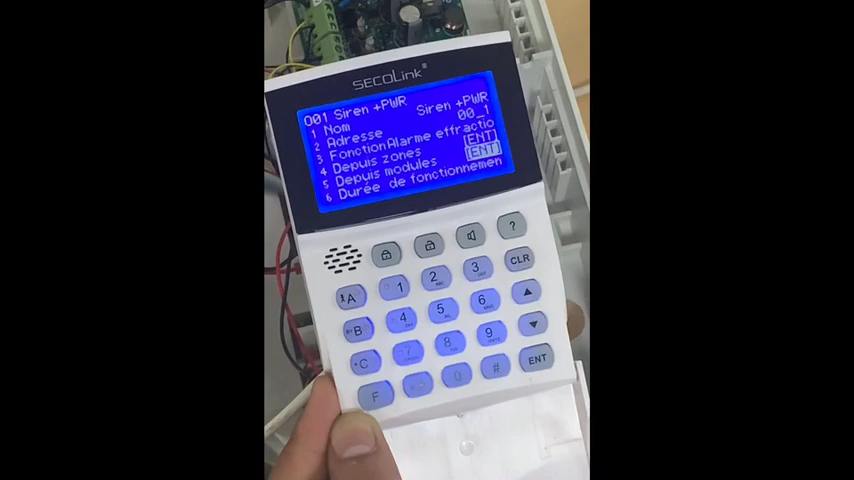 SECOLINK
001 Siren +PWR
1 Nom Siren +PWR
2 Adresse 00_1
3 FonctionAlarme effractio
4 Depuis zones [ENT]
5 Depuis modules [ENT]
6 Durée de fonctionnemen
?
1 2 ABC 3 DEF CLR
A 4 5 6 ▲
B 7 8 9 ▼
C 0 # ENT
F